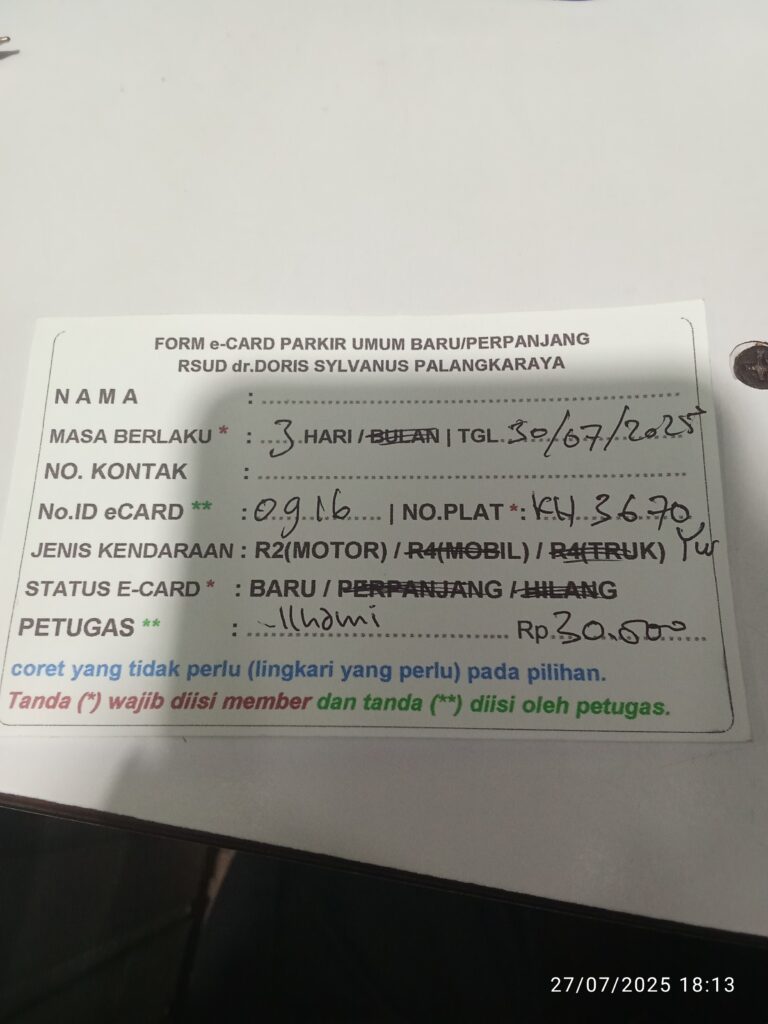 FORM e-CARD PARKIR UMUM BARU/PERPANJANG
RSUD dr.DORIS SYLVANUS PALANGKARAYA
NAMA :
MASA BERLAKU * : 3 HARI / BULAN | TGL 30/07/2025
NO. KONTAK :
No.ID eCARD ** : 0916 | NO.PLAT *: KH 3670 YW
JENIS KENDARAAN : R2(MOTOR) / R4(MOBIL) / R4(TRUK)
STATUS E-CARD * : BARU / PERPANJANG / HILANG
PETUGAS ** : Ilhami Rp 30.000
coret yang tidak perlu (lingkari yang perlu) pada pilihan.
Tanda (*) wajib diisi member dan tanda (**) diisi oleh petugas.
27/07/2025 18:13